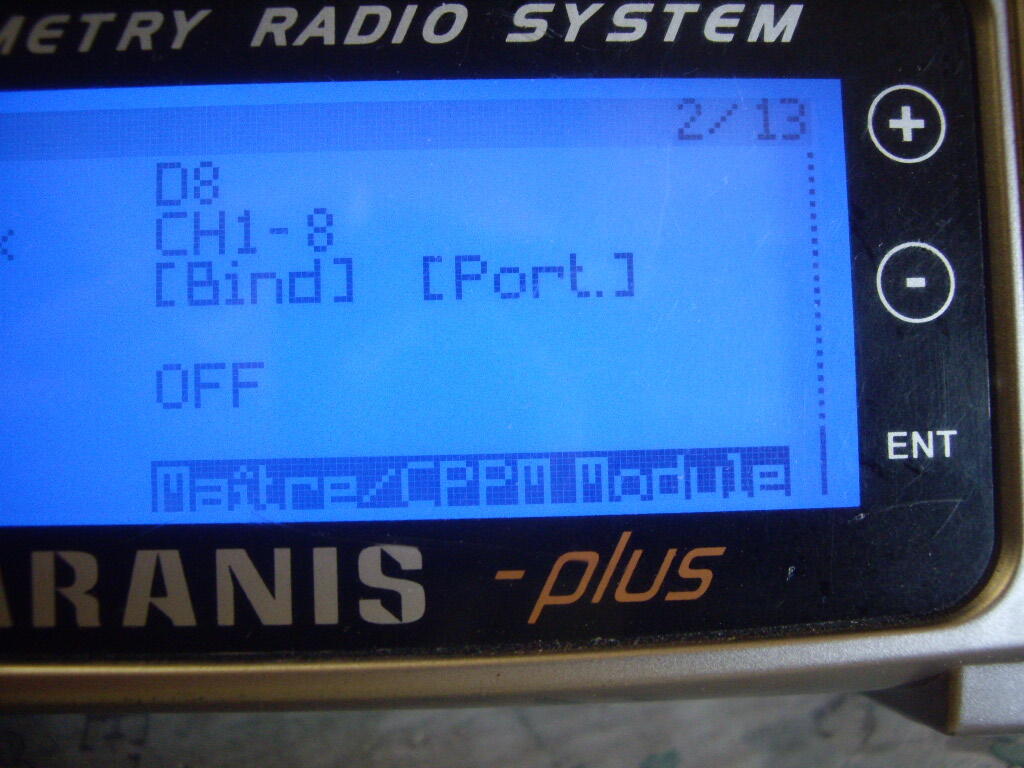 METRY RADIO SYSTEM
2/13
D8
CH1-8
[Bind] [Port.]
OFF
Maître/CPPM Module
+
-
ENT
ARANIS -plus